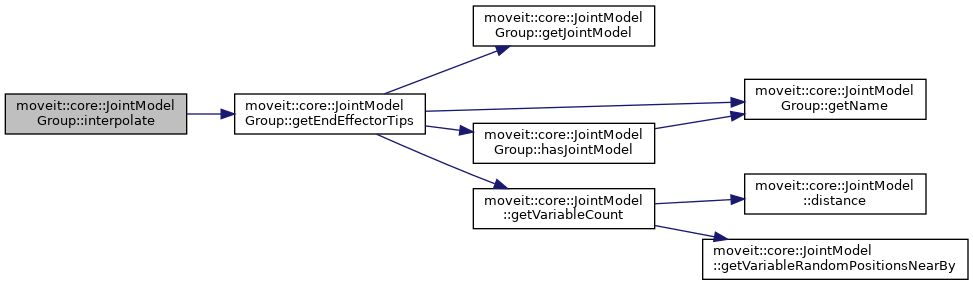 moveit::core::JointModel
Group::interpolate
moveit::core::JointModel
Group::getEndEffectorTips
moveit::core::JointModel
Group::getJointModel
moveit::core::JointModel
Group::getName
moveit::core::JointModel
Group::hasJointModel
moveit::core::JointModel
::getVariableCount
moveit::core::JointModel
::distance
moveit::core::JointModel
::getVariableRandomPositionsNearBy